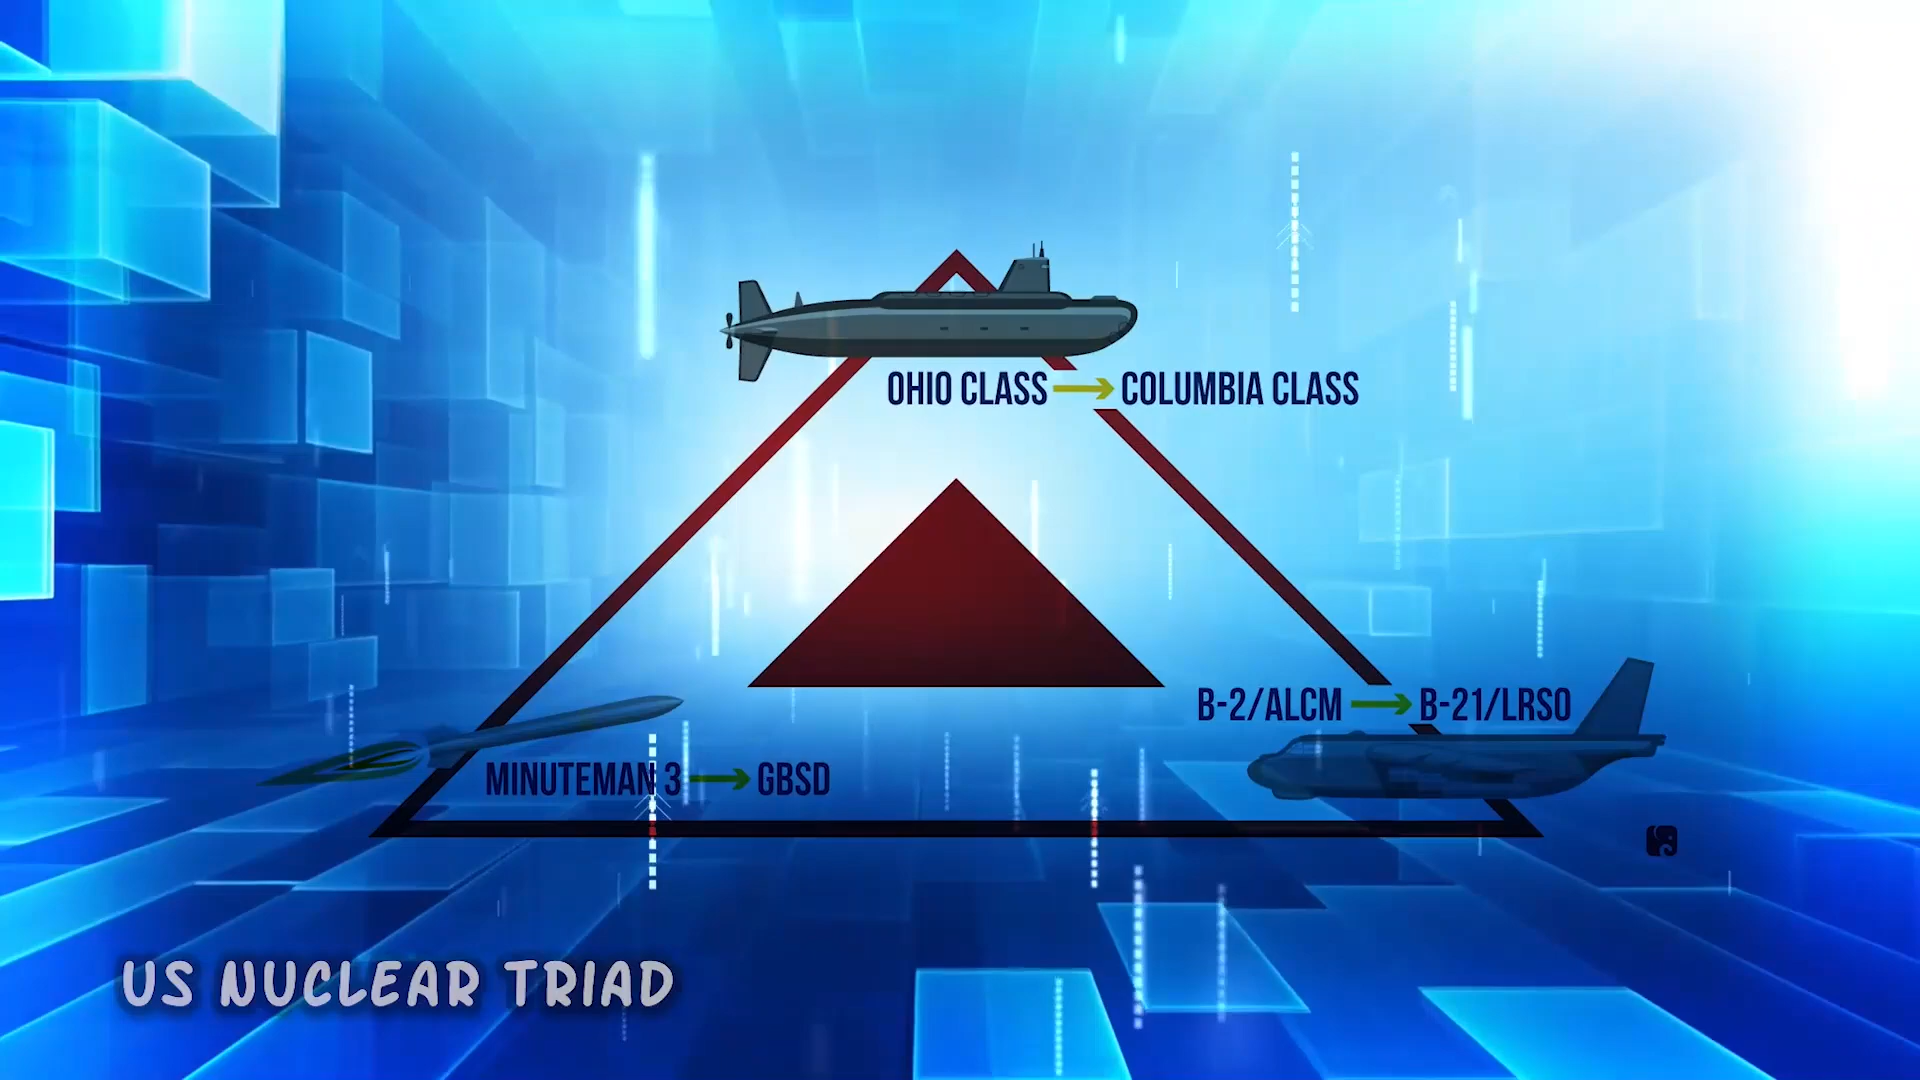 OHIO CLASS → COLUMBIA CLASS
B-2/ALCM → B-21/LRSO
MINUTEMAN 3 → GBSD
US NUCLEAR TRIAD